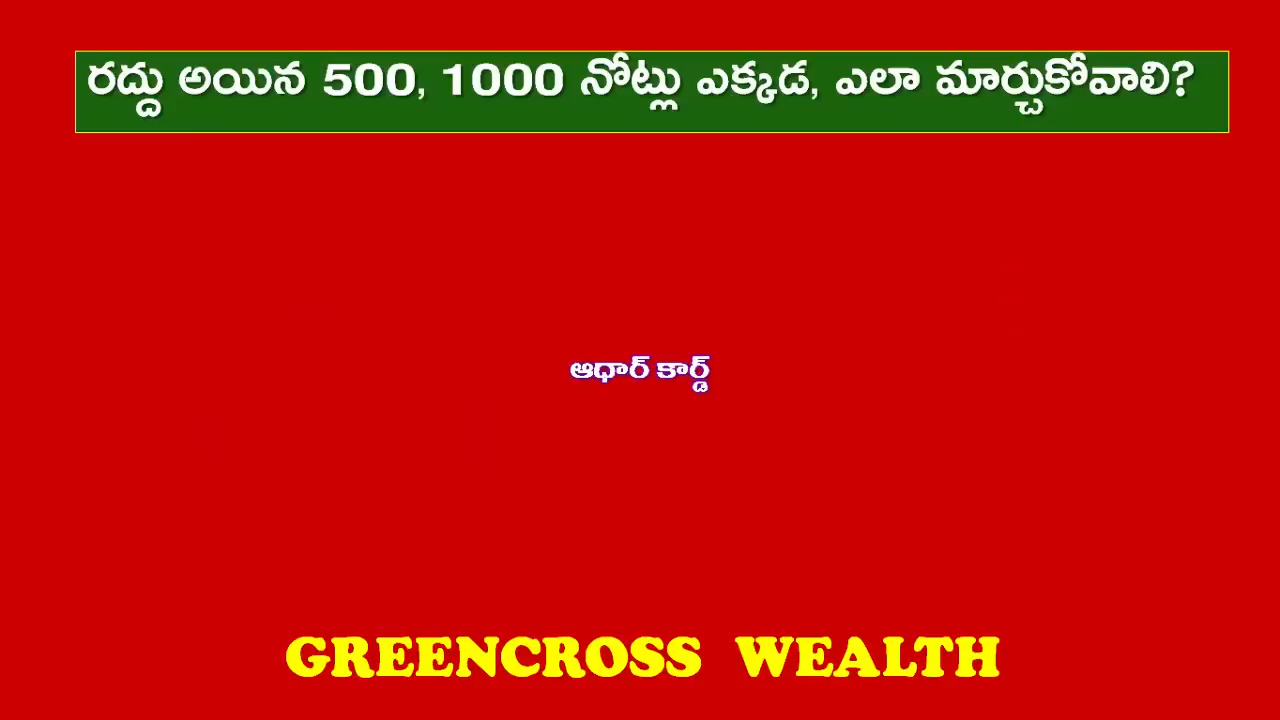 రద్దు అయిన 500, 1000 నోట్లు ఎక్కడ, ఎలా మార్చుకోవాలి?
ఆధార్ కార్డ్
GREENCROSS WEALTH